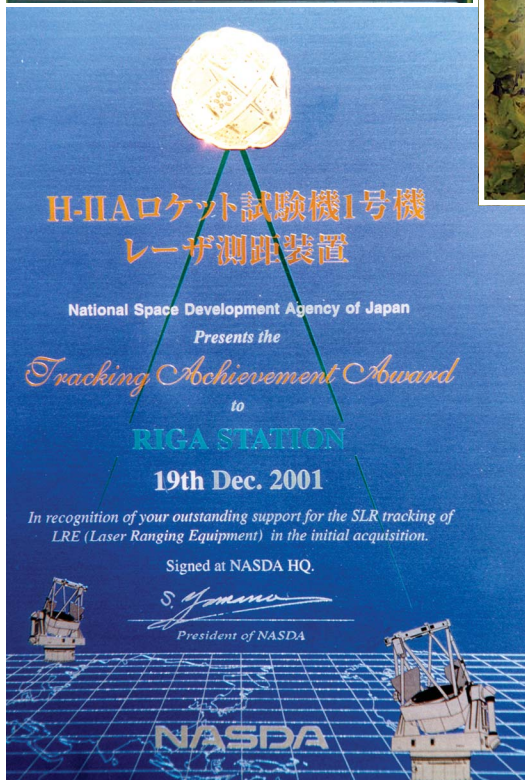 H-IIAロケット試験機1号機
レーザ測距装置
National Space Development Agency of Japan
Presents the
Tracking Achievement Award
to
RIGA STATION
19th Dec. 2001
In recognition of your outstanding support for the SLR tracking of
LRE (Laser Ranging Equipment) in the initial acquisition.
Signed at NASDA HQ.
S. Yamano
President of NASDA
NASDA